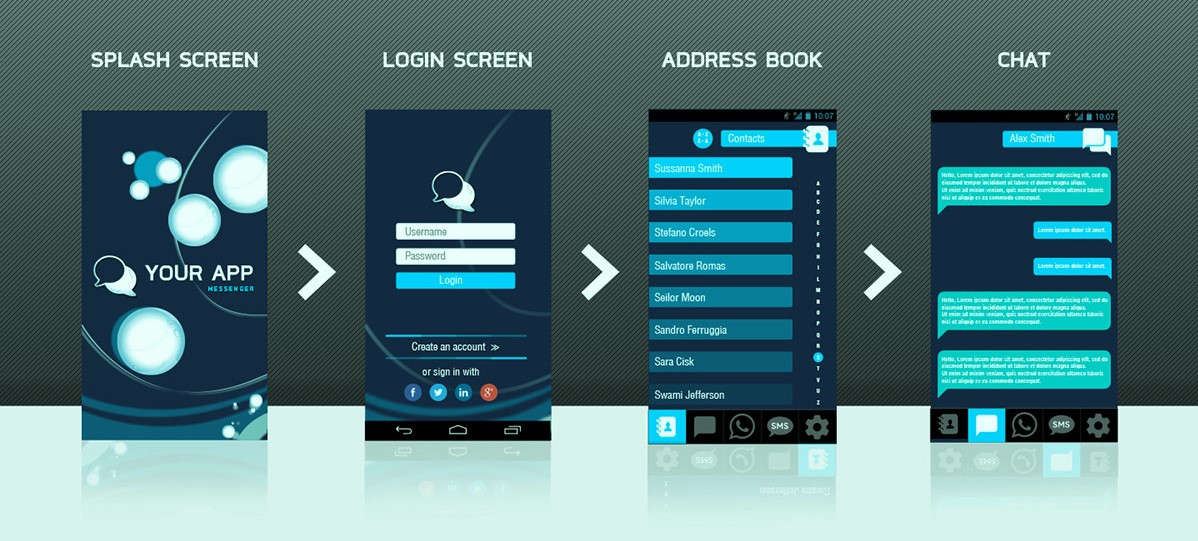 SPLASH SCREEN
LOGIN SCREEN
ADDRESS BOOK
CHAT
YOUR APP
MESSENGER
Username
Password
Login
Create an account >>
or sign in with
f
in
g+
10:07
A-Z
Z-A
Contacts
Sussanna Smith
Silvia Taylor
Stefano Croels
Salvatore Romas
Seilor Moon
Sandro Ferruggia
Sara Cisk
Swami Jefferson
A
B
C
D
E
F
G
H
I
L
M
N
O
P
Q
R
S
T
V
U
Z
SMS
10:07
Alex Smith
Hello, Lorem ipsum dolor sit amet, consectetur adipiscing elit, sed do
eiusmod tempor incididunt ut labore et dolore magna aliqua.
Ut enim ad minim veniam, quis nostrud exercitation ullamco laboris
nisi ut aliquip ex ea commodo consequat.
Lorem ipsum dolor sit amet.
Lorem ipsum dolor sit amet.
Hello, Lorem ipsum dolor sit amet, consectetur adipiscing elit, sed do
eiusmod tempor incididunt ut labore et dolore magna aliqua.
Ut enim ad minim veniam, quis nostrud exercitation ullamco laboris
nisi ut aliquip ex ea commodo consequat.
Hello, Lorem ipsum dolor sit amet, consectetur adipiscing elit, sed do
eiusmod tempor incididunt ut labore et dolore magna aliqua.
Ut enim ad minim veniam, quis nostrud exercitation ullamco laboris
nisi ut aliquip ex ea commodo consequat.
SMS